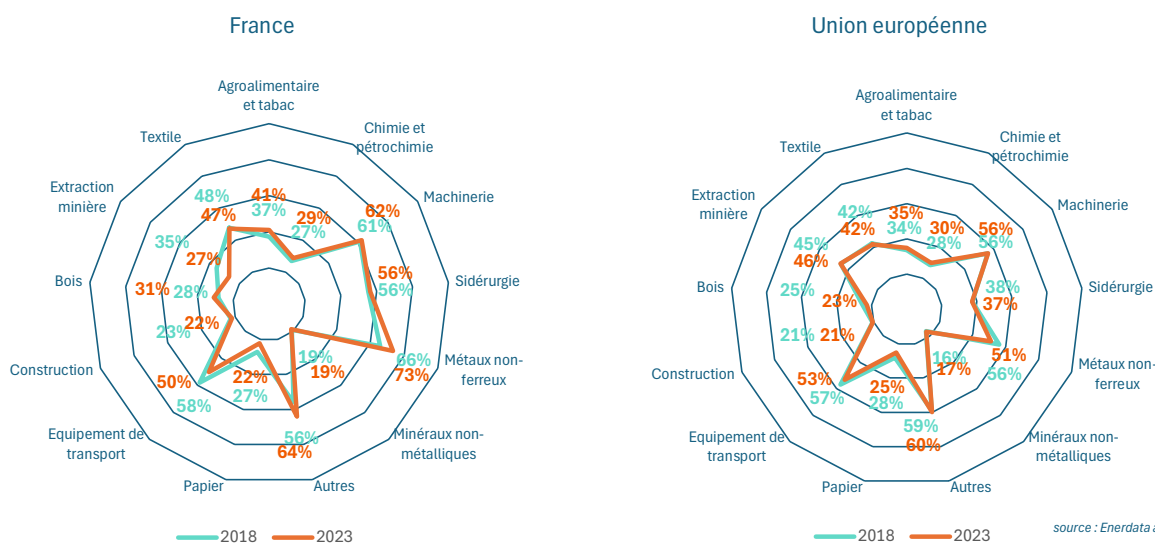 France
Agroalimentaire
et tabac
Chimie et
pétrochimie
Machinerie
Sidérurgie
Métaux non-
ferreux
Minéraux non-
métalliques
Autres
Papier
Equipement de
transport
Construction
Bois
Extraction
minière
Textile
41%
37%
29%
27%
62%
61%
56%
56%
66%
73%
19%
19%
56%
64%
22%
27%
50%
58%
22%
23%
31%
28%
27%
35%
48%
47%
2018
2023
Union européenne
Agroalimentaire
et tabac
Chimie et
pétrochimie
Machinerie
Sidérurgie
Métaux non-
ferreux
Minéraux non-
métalliques
Autres
Papier
Equipement de
transport
Construction
Bois
Extraction
minière
Textile
35%
34%
30%
28%
56%
56%
38%
37%
51%
56%
16%
17%
59%
60%
25%
28%
53%
57%
21%
21%
25%
23%
45%
46%
42%
42%
2018
2023
source : Enerdata